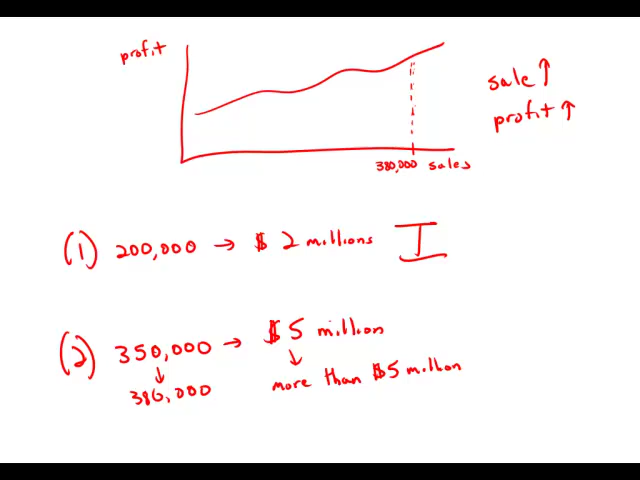 profit
sale ↑
profit ↑
380,000 sales
(1) 200,000 → $ 2 millions I
(2) 350,000 → $5 million
↓ ↓
380,000 more than $5 million